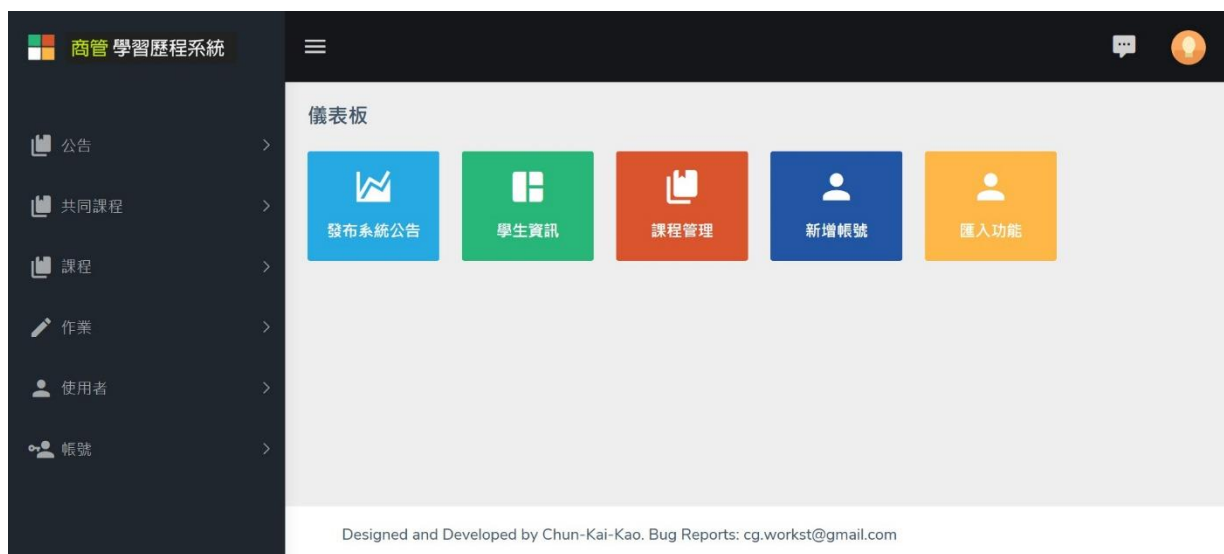 商管 學習歷程系統
公告
共同課程
課程
作業
使用者
帳號
儀表板
發布系統公告
學生資訊
課程管理
新增帳號
匯入功能
Designed and Developed by Chun-Kai-Kao. Bug Reports: cg.workst@gmail.com